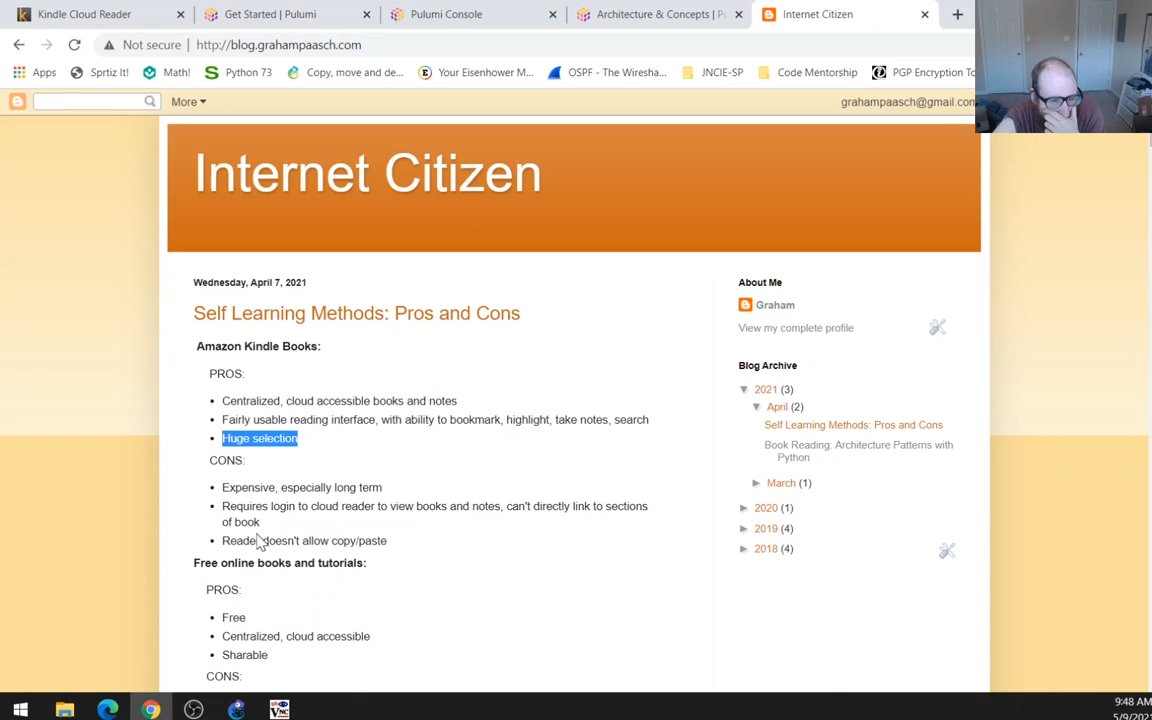 Kindle Cloud Reader
Get Started | Pulumi
Pulumi Console
Architecture & Concepts | Pu
Internet Citizen
Not secure | http://blog.grahampaasch.com
Apps
Sprtiz It!
Math!
Python 73
Copy, move and de...
Your Eisenhower M...
OSPF - The Wiresha...
JNCIE-SP
Code Mentorship
PGP Encryption To
More
grahampaasch@gmail.com
Internet Citizen
Wednesday, April 7, 2021
Self Learning Methods: Pros and Cons
Amazon Kindle Books:
PROS:
• Centralized, cloud accessible books and notes
• Fairly usable reading interface, with ability to bookmark, highlight, take notes, search
• Huge selection
CONS:
• Expensive, especially long term
• Requires login to cloud reader to view books and notes, can't directly link to sections
of book
• Reader doesn't allow copy/paste
Free online books and tutorials:
PROS:
• Free
• Centralized, cloud accessible
• Sharable
CONS:
About Me
Graham
View my complete profile
Blog Archive
▼ 2021 (3)
▼ April (2)
Self Learning Methods: Pros and Cons
Book Reading: Architecture Patterns with
Python
► March (1)
► 2020 (1)
► 2019 (4)
► 2018 (4)
9:48 AM